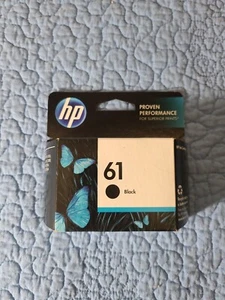 hp
PROVEN
PERFORMANCE
FOR SUPERIOR PRINTS
61
Black